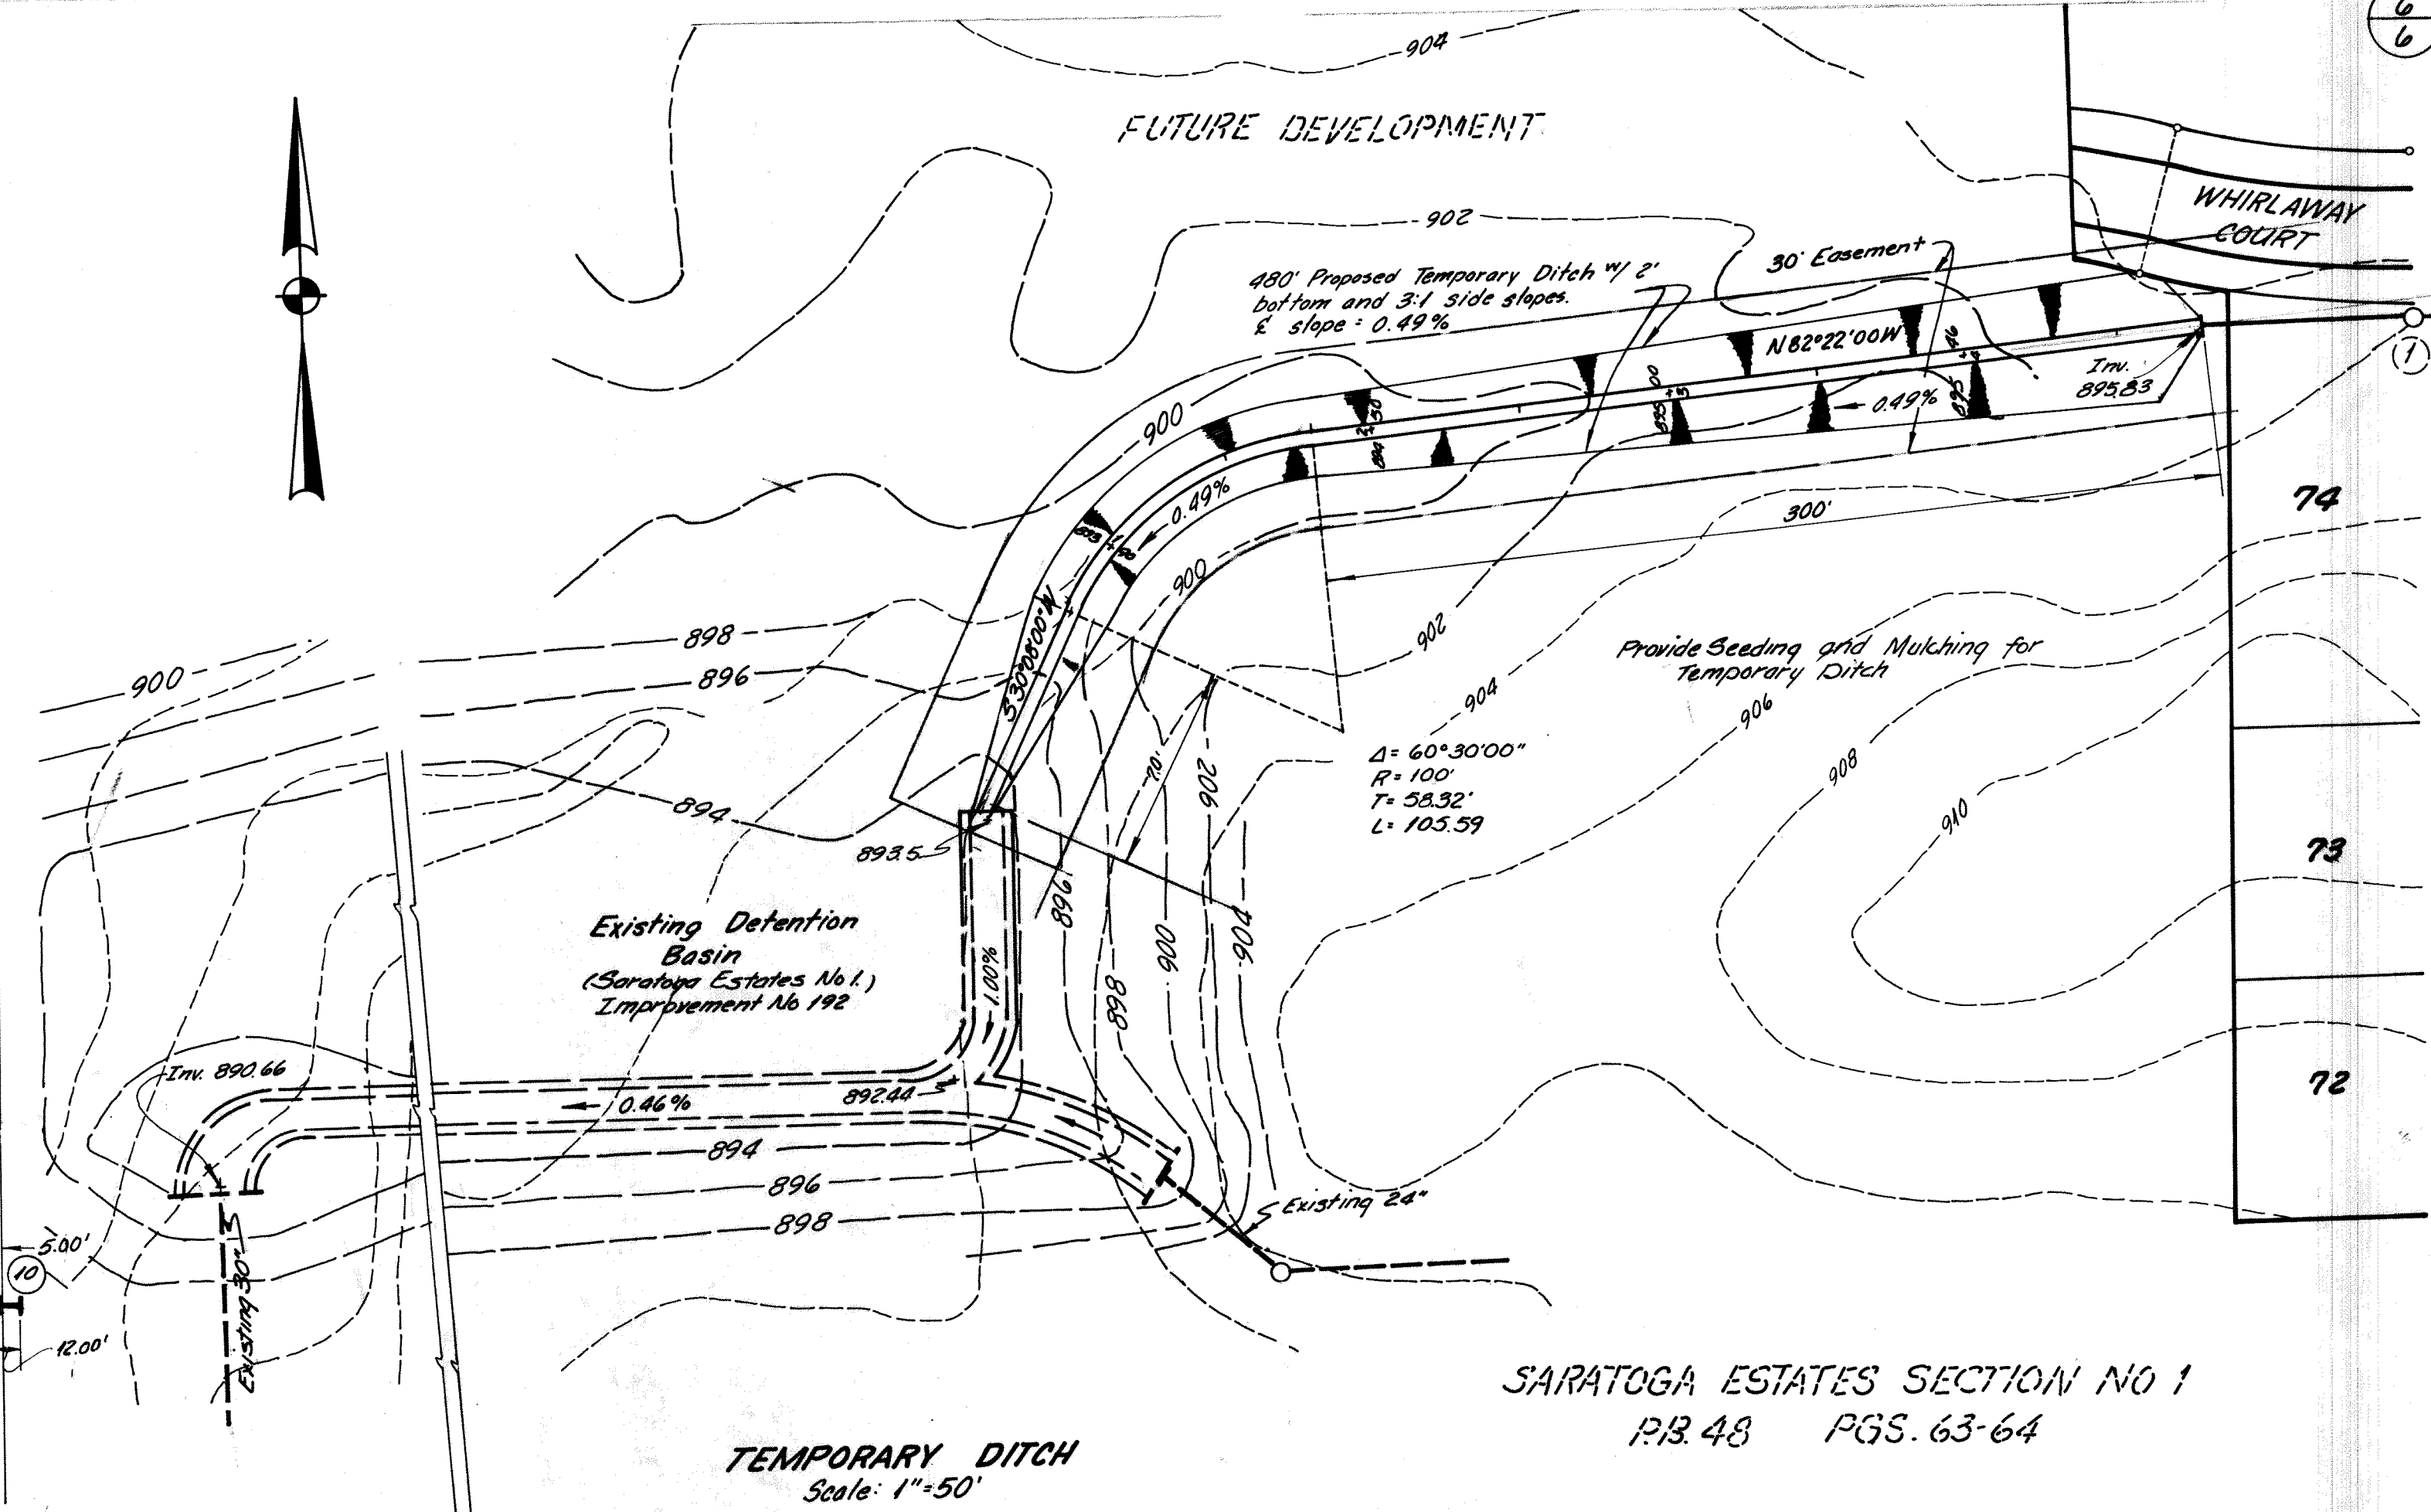 6
6
904
FUTURE DEVELOPMENT
WHIRLAWAY
COURT
902
30' Easement
480' Proposed Temporary Ditch w/ 2'
bottom and 3:1 side slopes.
℄ slope = 0.49%
N82°22'00W
Inv.
895.83
1
0.49%
900
0.49%
300'
74
900
S30°08'00"W
898
896
900
902
Provide Seeding and Mulching for
Temporary Ditch
904
906
Δ= 60°30'00"
R= 100'
T= 58.32'
L= 105.59
70'
902
908
910
894
893.5
73
Existing Detention
Basin
(Saratoga Estates No 1.)
Improvement No 192
1.00%
896
898
900
904
Inv. 890.66
0.46%
892.44
72
894
896
898
Existing 24"
5.00'
10
12.00'
Existing 30"
SARATOGA ESTATES SECTION NO 1
P.B. 48 PGS. 63-64
TEMPORARY DITCH
Scale: 1"=50'